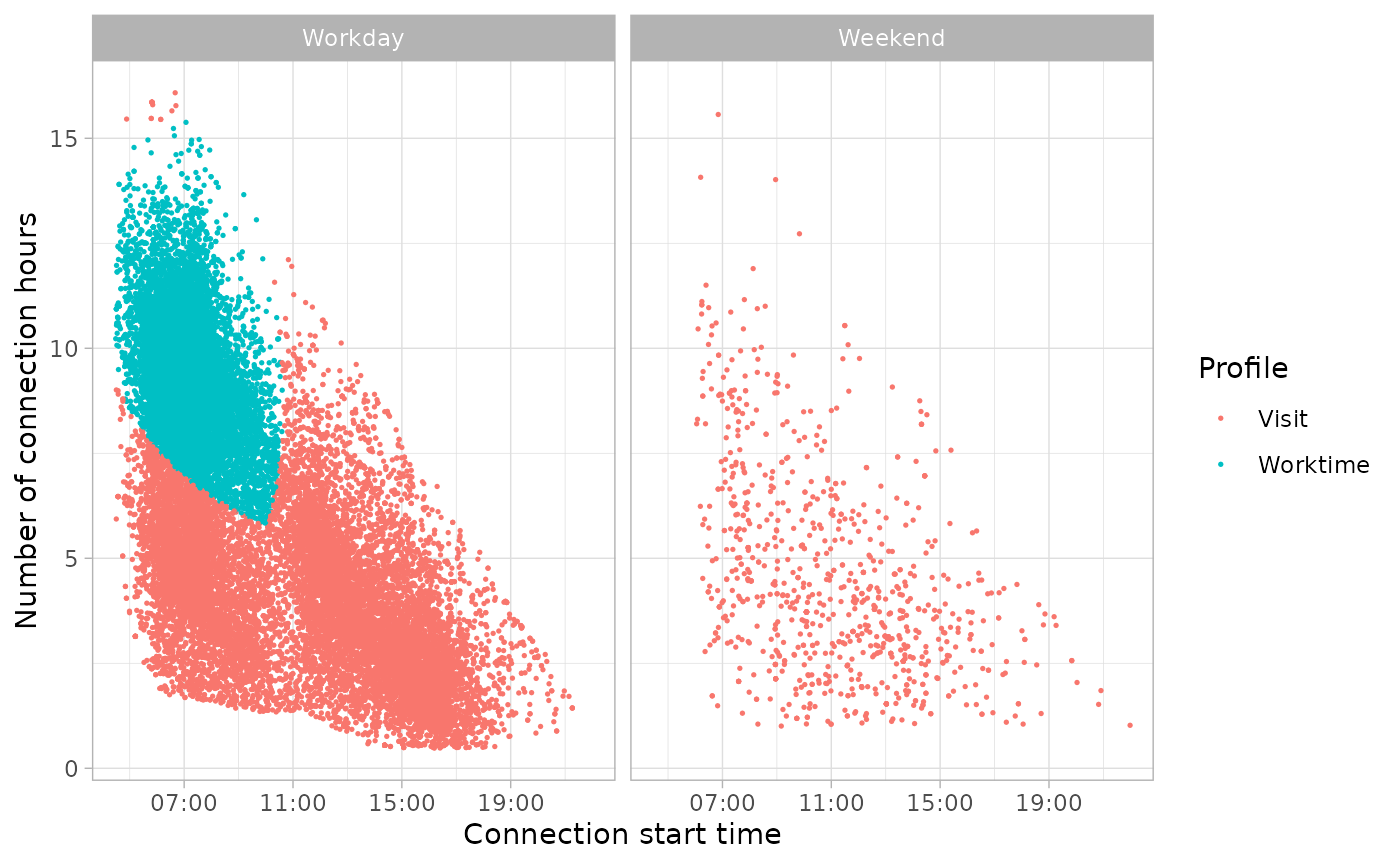 Workday
Weekend
Number of connection hours
15
10
5
0
07:00 11:00 15:00 19:00
07:00 11:00 15:00 19:00
Connection start time
Profile
Visit
Worktime